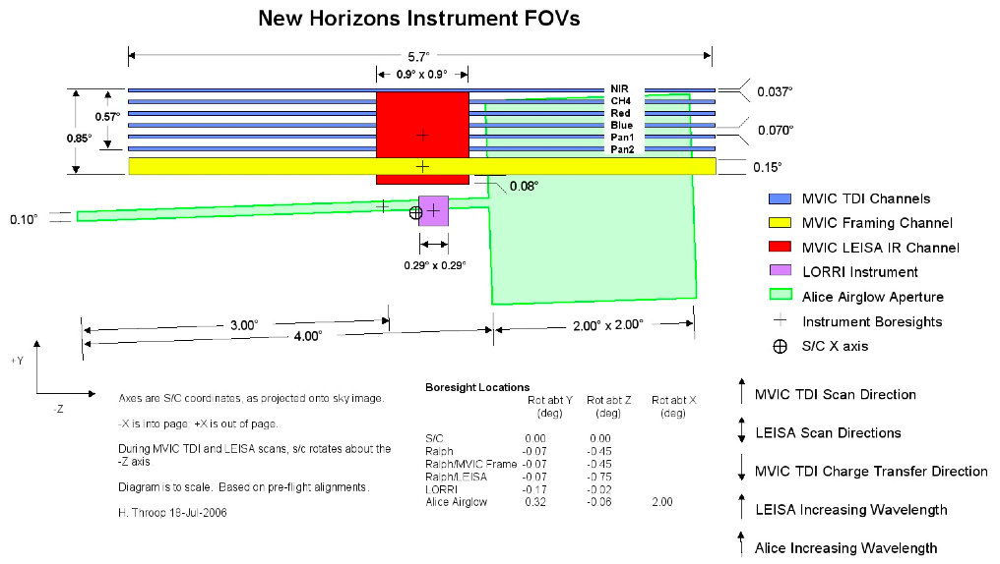 New Horizons Instrument FOVs
5.7°
0.9° x 0.9°
NIR
CH4
Red
Blue
Pan1
Pan2
0.037°
0.070°
0.15°
0.57°
0.85°
0.08°
0.10°
0.29° x 0.29°
3.00°
4.00°
2.00° x 2.00°
MVIC TDI Channels
MVIC Framing Channel
MVIC LEISA IR Channel
LORRI Instrument
Alice Airglow Aperture
Instrument Boresights
S/C X axis
+Y
-Z
Axes are S/C coordinates, as projected onto sky image.
-X is into page; +X is out of page.
During MVIC TDI and LEISA scans, s/c rotates about the
-Z axis.
Diagram is to scale. Based on pre-flight alignments.
H. Throop 18-Jul-2006
Boresight Locations
Rot abt Y Rot abt Z Rot abt X
(deg) (deg) (deg)
S/C 0.00 0.00
Ralph -0.07 -0.45
Ralph/MVIC Frame -0.07 -0.45
Ralph/LEISA -0.07 -0.75
LORRI -0.17 -0.02
Alice Airglow 0.32 -0.06 2.00
MVIC TDI Scan Direction
LEISA Scan Directions
MVIC TDI Charge Transfer Direction
LEISA Increasing Wavelength
Alice Increasing Wavelength